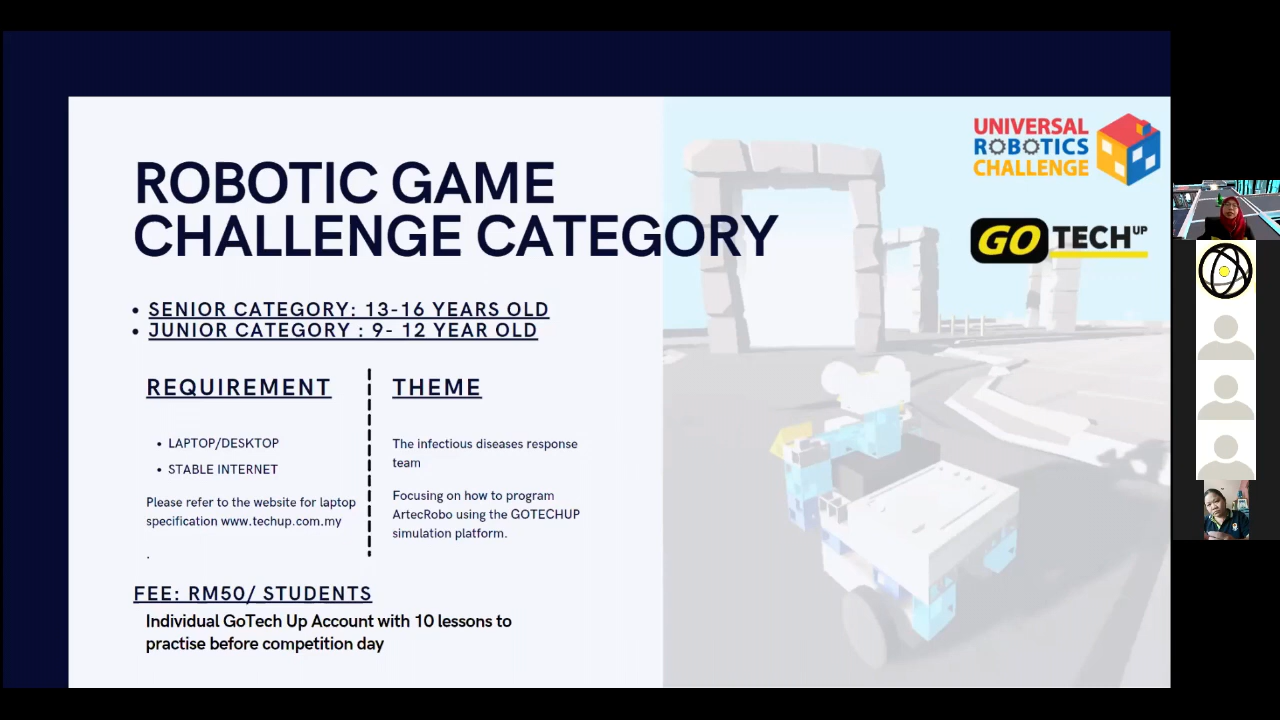 UNIVERSAL
ROBOTICS
CHALLENGE
GO TECH UP
ROBOTIC GAME
CHALLENGE CATEGORY
• SENIOR CATEGORY: 13-16 YEARS OLD
• JUNIOR CATEGORY : 9- 12 YEAR OLD
REQUIREMENT
• LAPTOP/DESKTOP
• STABLE INTERNET
Please refer to the website for laptop
specification www.techup.com.my
.
THEME
The infectious diseases response
team
Focusing on how to program
ArtecRobo using the GOTECHUP
simulation platform.
FEE: RM50/ STUDENTS
Individual GoTech Up Account with 10 lessons to
practise before competition day